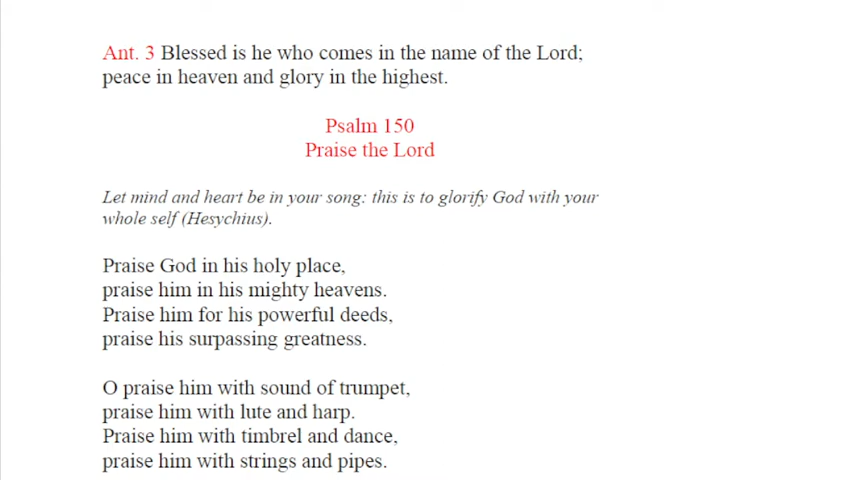 Ant. 3 Blessed is he who comes in the name of the Lord;
peace in heaven and glory in the highest.
Psalm 150
Praise the Lord
Let mind and heart be in your song: this is to glorify God with your
whole self (Hesychius).
Praise God in his holy place,
praise him in his mighty heavens.
Praise him for his powerful deeds,
praise his surpassing greatness.
O praise him with sound of trumpet,
praise him with lute and harp.
Praise him with timbrel and dance,
praise him with strings and pipes.